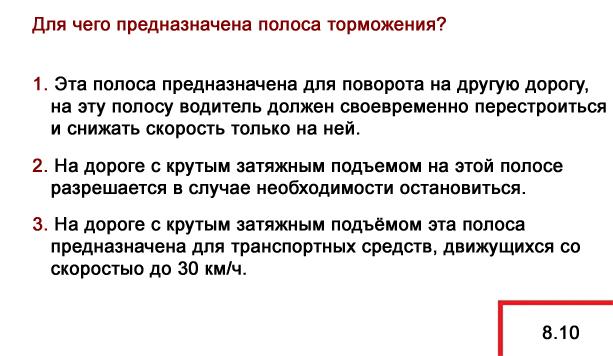 Для чего предназначена полоса торможения?
1. Эта полоса предназначена для поворота на другую дорогу,
на эту полосу водитель должен своевременно перестроиться
и снижать скорость только на ней.
2. На дороге с крутым затяжным подъемом на этой полосе
разрешается в случае необходимости остановиться.
3. На дороге с крутым затяжным подъёмом эта полоса
предназначена для транспортных средств, движущихся со
скоростью до 30 км/ч.
8.10